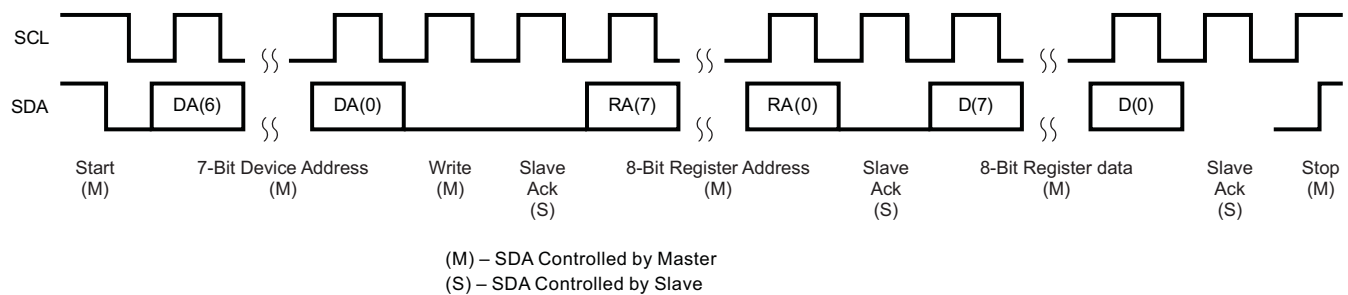 SCL
SDA DA(6) DA(0) RA(7) RA(0) D(7) D(0)
Start 7-Bit Device Address Write Slave 8-Bit Register Address Slave 8-Bit Register data Slave Stop
(M) (M) (M) Ack (M) Ack (M) Ack (M)
(S) (S) (S)
(M) – SDA Controlled by Master
(S) – SDA Controlled by Slave